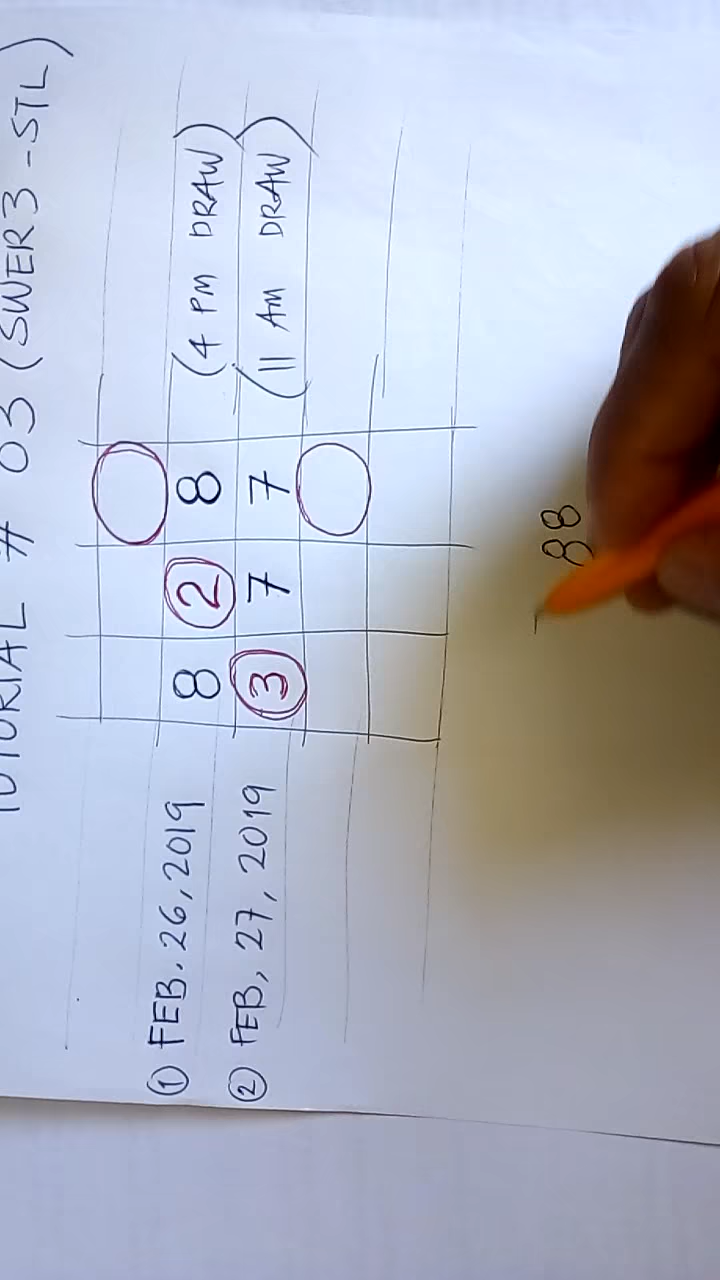 TUTORIAL # 03 (SWER3-STL)
① FEB. 26, 2019 8 2 8 (4 PM DRAW)
② FEB, 27, 2019 3 7 7 (11 AM DRAW)
88